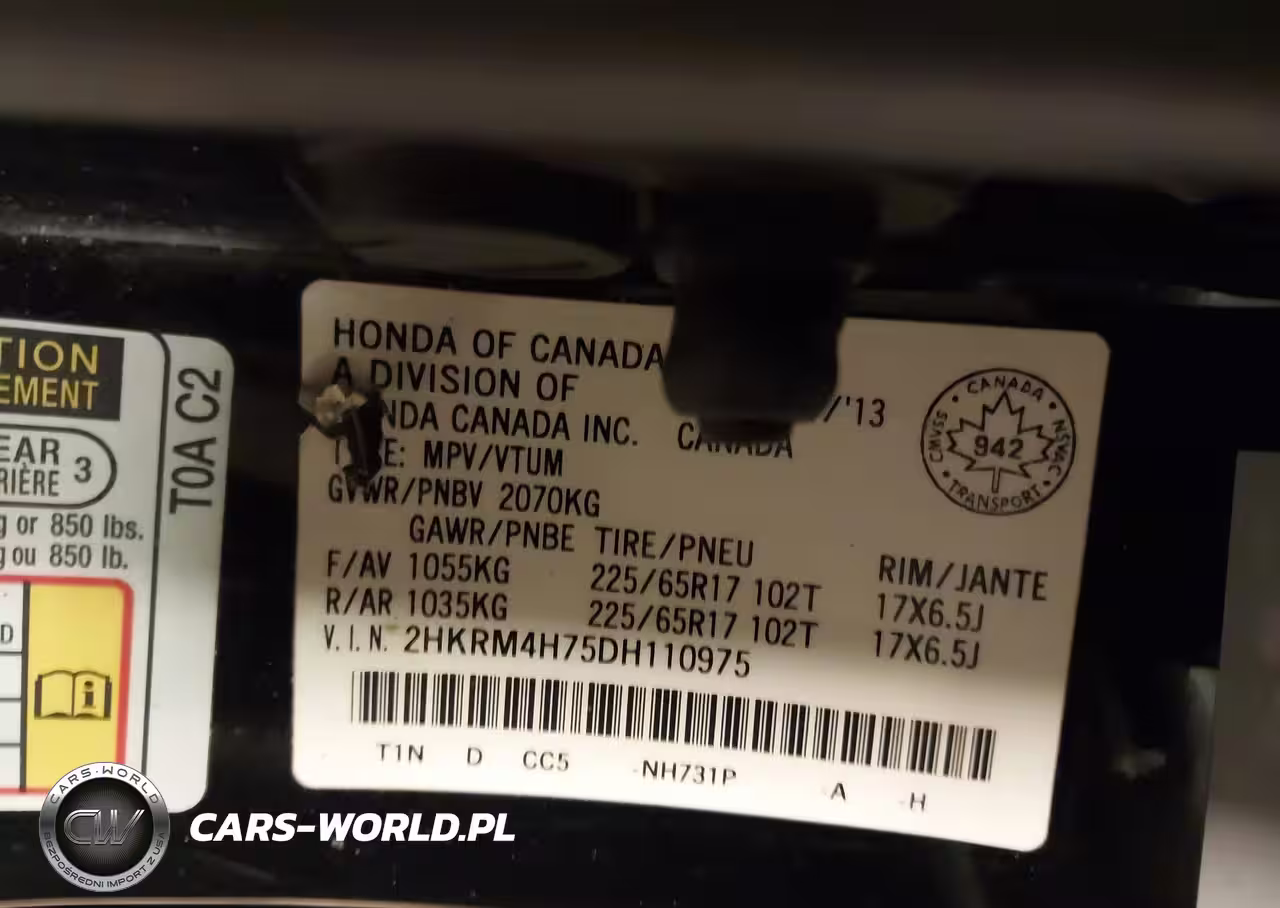 TION
EMENT
EAR
RIÈRE 3
g or 850 lbs.
g ou 850 lb.
D
T0A C2
HONDA OF CANADA
A DIVISION OF
NDA CANADA INC. CANADA
/'13
E: MPV/VTUM
GVWR/PNBV 2070KG
GAWR/PNBE TIRE/PNEU RIM/JANTE
F/AV 1055KG 225/65R17 102T 17X6.5J
R/AR 1035KG 225/65R17 102T 17X6.5J
V.I.N. 2HKRM4H75DH110975
T1N D CC5 -NH731P A -H
CANADA
CMVSS 942 NSVAC
TRANSPORT
CARS-WORLD
CW
BEZPOŚREDNI IMPORT Z USA
CARS-WORLD.PL